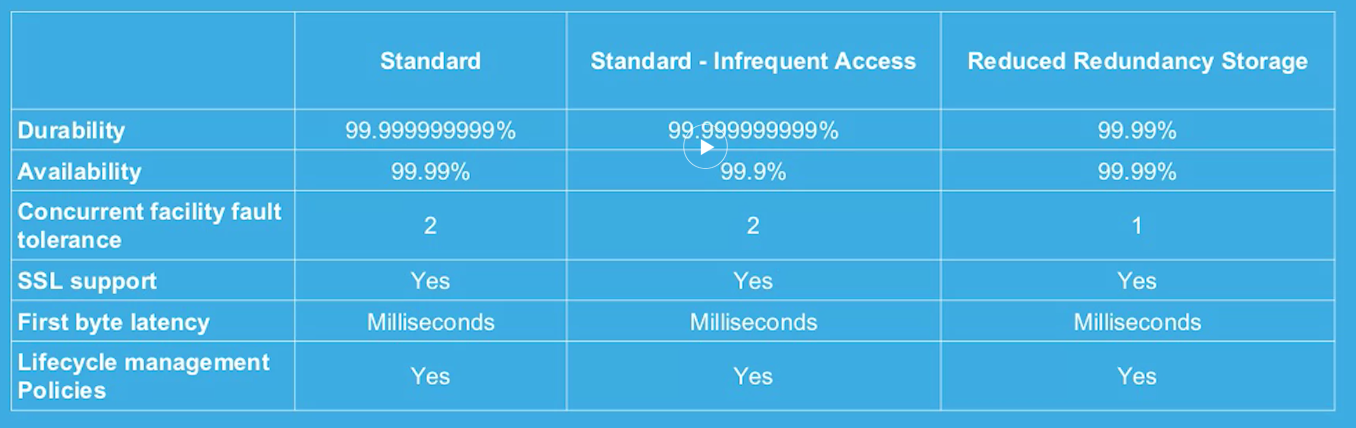 Standard
Standard - Infrequent Access
Reduced Redundancy Storage
Durability
99.999999999%
99.999999999%
99.99%
Availability
99.99%
99.9%
99.99%
Concurrent facility fault
tolerance
2
2
1
SSL support
Yes
Yes
Yes
First byte latency
Milliseconds
Milliseconds
Milliseconds
Lifecycle management
Policies
Yes
Yes
Yes